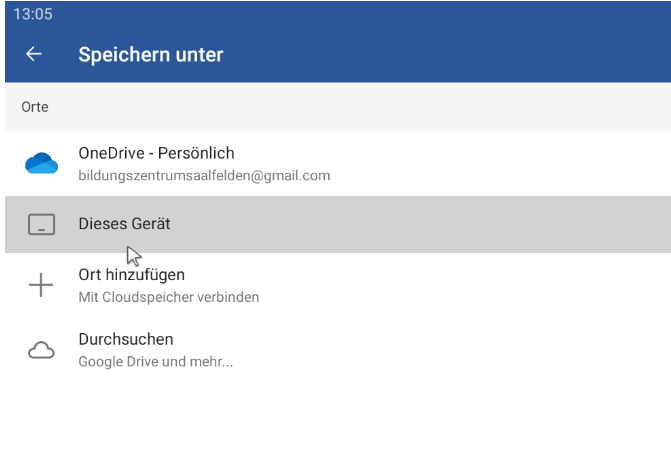 13:05
Speichern unter
Orte
OneDrive - Persönlich
bildungszentrumsaalfelden@gmail.com
Dieses Gerät
Ort hinzufügen
Mit Cloudspeicher verbinden
Durchsuchen
Google Drive und mehr...